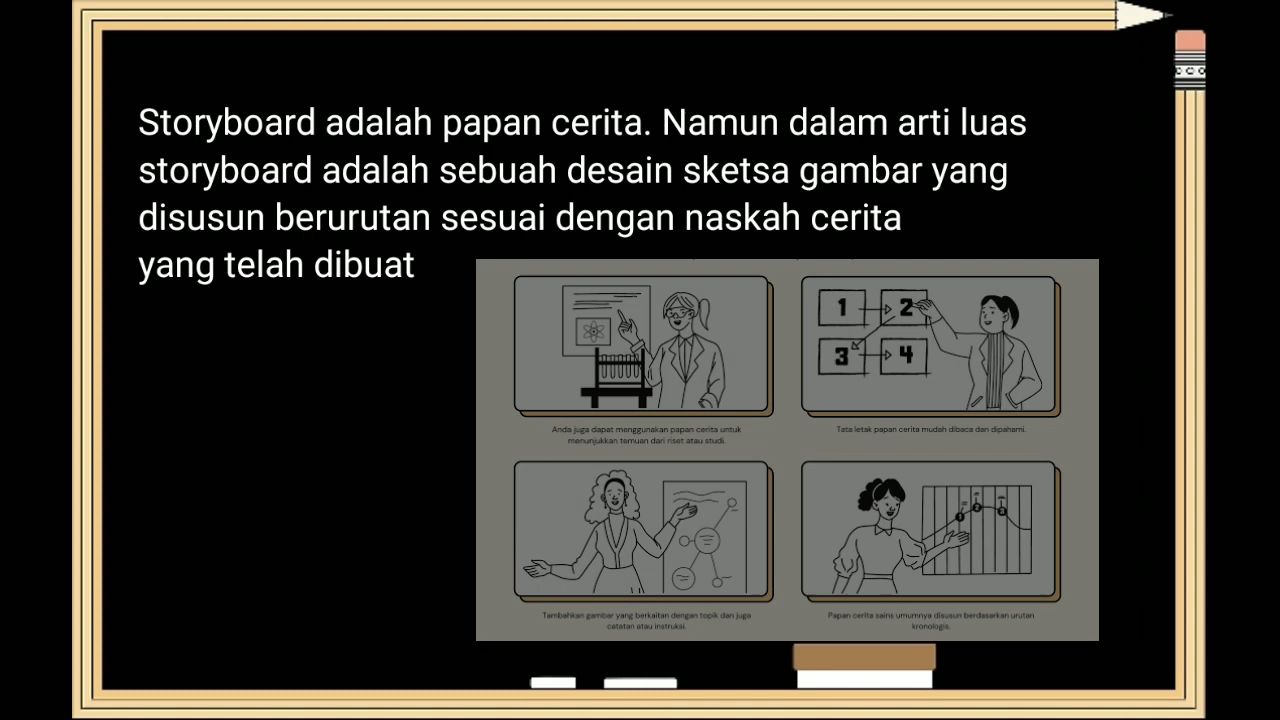 Storyboard adalah papan cerita. Namun dalam arti luas
storyboard adalah sebuah desain sketsa gambar yang
disusun berurutan sesuai dengan naskah cerita
yang telah dibuat
1 2
3 4
Anda juga dapat menggunakan papan cerita untuk
menunjukkan temuan dari riset atau studi.
Tata letak papan cerita mudah dibaca dan dipahami.
1 2 3
Tambahkan gambar yang berkaitan dengan topik dan juga
catatan atau instruksi.
Papan cerita sains umumnya disusun berdasarkan urutan
kronologis.